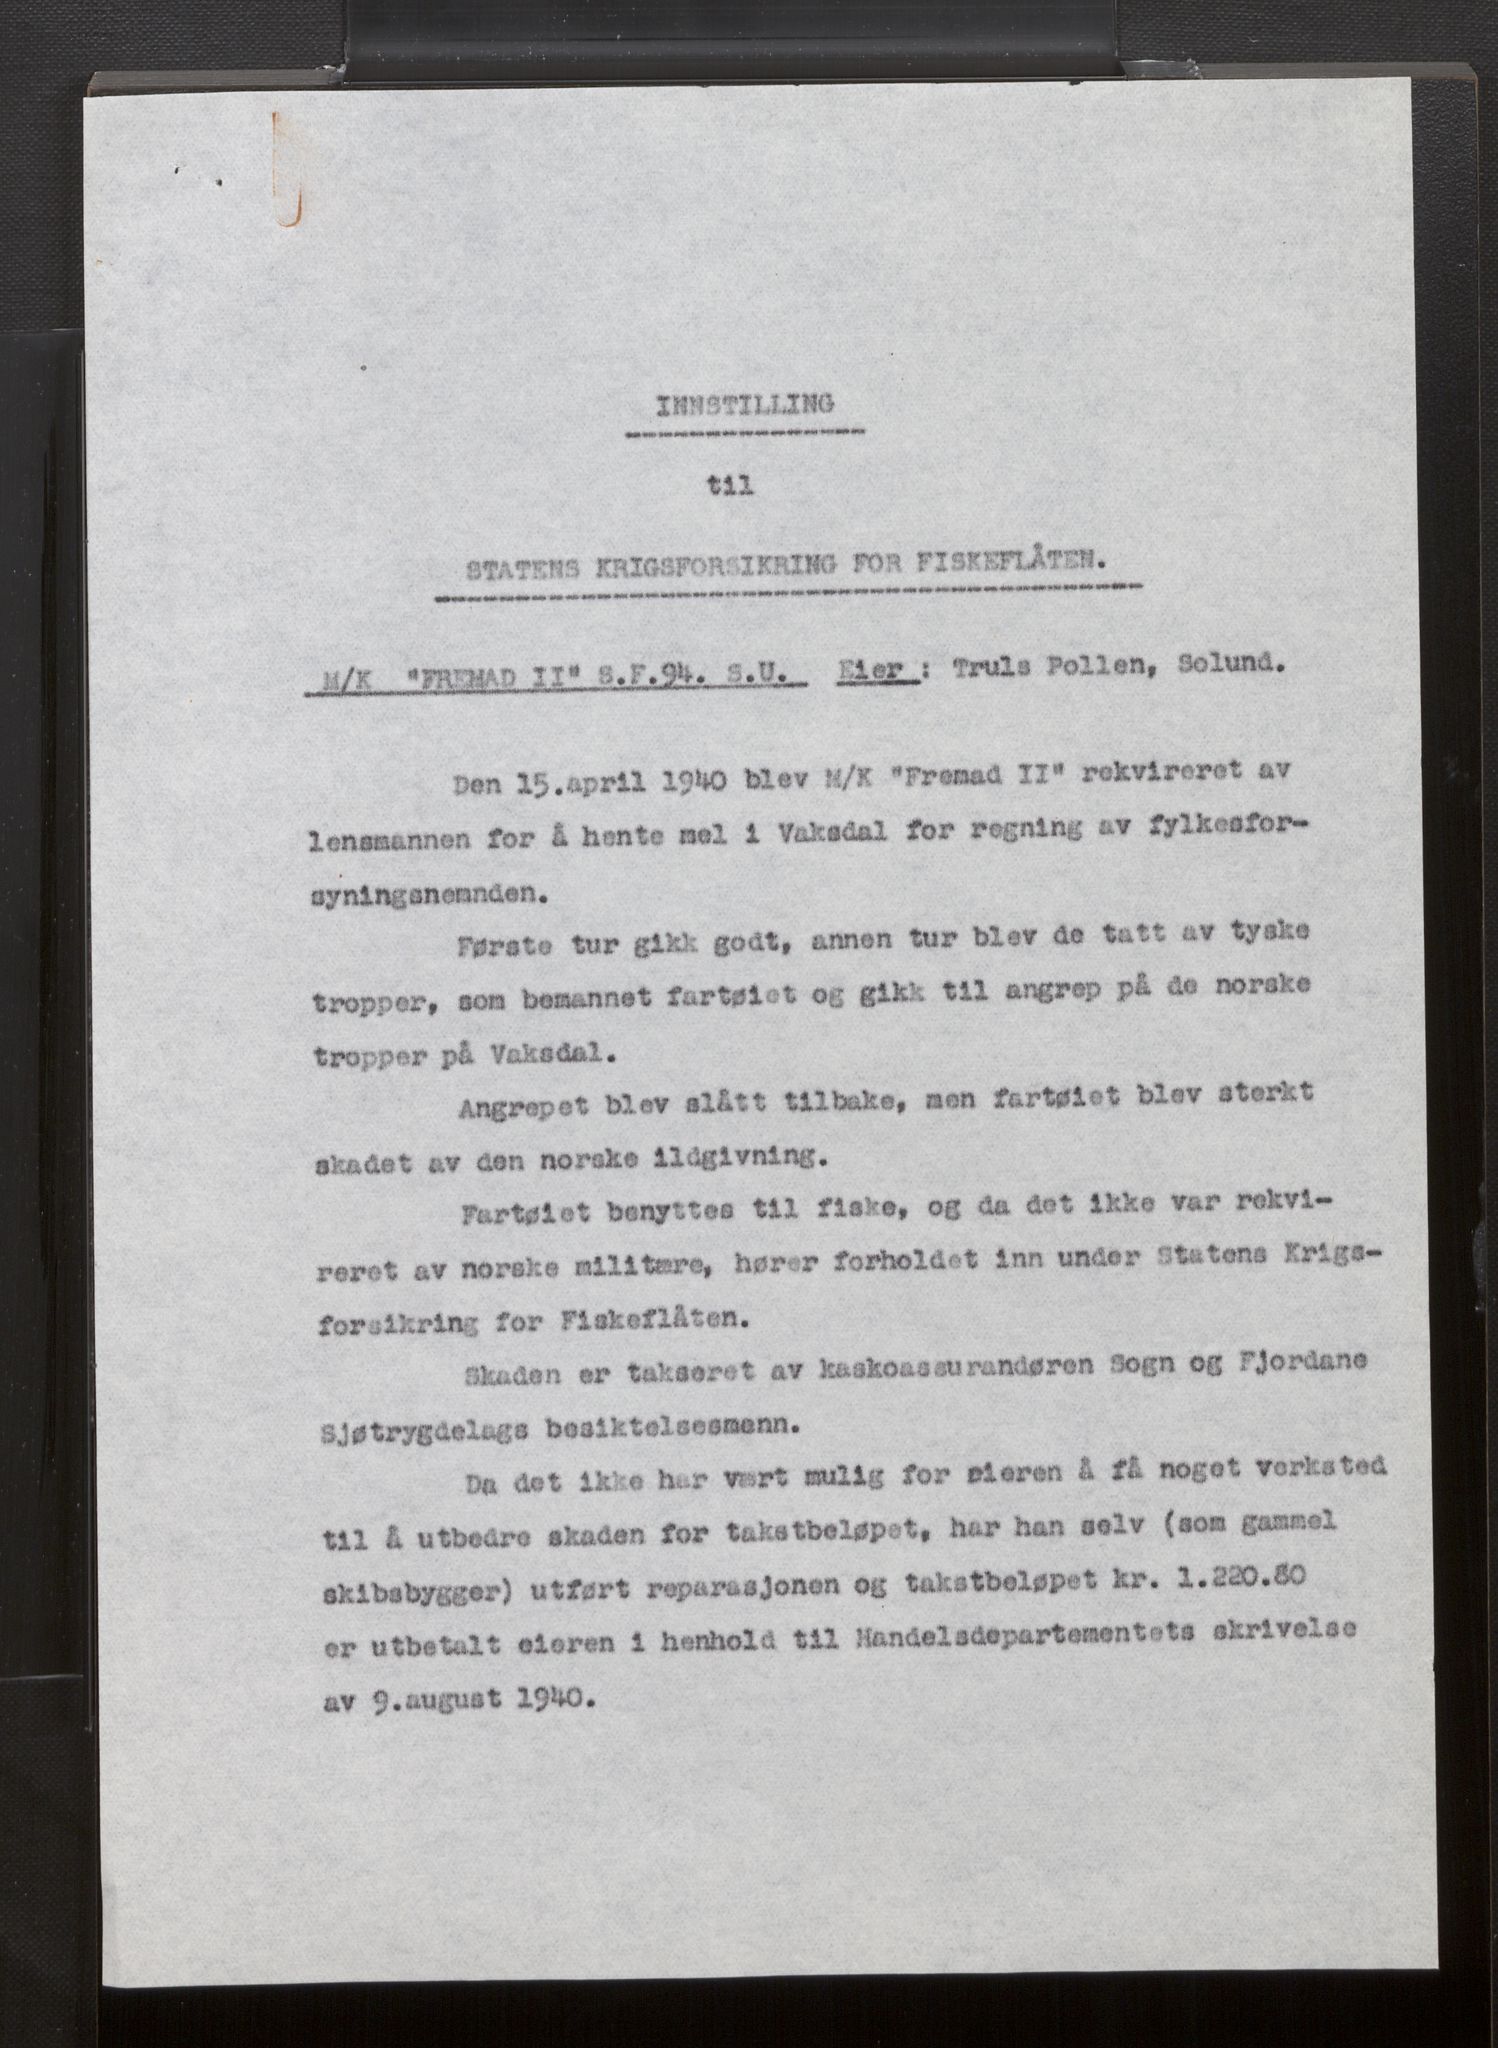 INNSTILLING
til
STATENS KRIGSFORSIKRING FOR FISKEFLÅTEN.
M/K "FREMAD II" S.F.94. S.U. Eier : Truls Pollen, Solund.
Den 15.april 1940 blev M/K "Fremad II" rekvireret av
lensmannen for å hente mel i Vaksdal for regning av fylkesfor-
syningsnemnden.
Første tur gikk godt, annen tur blev de tatt av tyske
tropper, som bemannet fartøiet og gikk til angrep på de norske
tropper på Vaksdal.
Angrepet blev slått tilbake, men fartøiet blev sterkt
skadet av den norske ildgivning.
Fartøiet benyttes til fiske, og da det ikke var rekvi-
reret av norske militære, hører forholdet inn under Statens Krigs-
forsikring for Fiskeflåten.
Skaden er takseret av kaskoassurandøren Sogn og Fjordane
Sjøtrygdelags besiktelsesmenn.
Da det ikke har vært mulig for eieren å få noget verksted
til å utbedre skaden for takstbeløpet, har han selv (som gammel
skibsbygger) utført reparasjonen og takstbeløpet kr. 1.220.80
er utbetalt eieren i henhold til Handelsdepartementets skrivelse
av 9.august 1940.